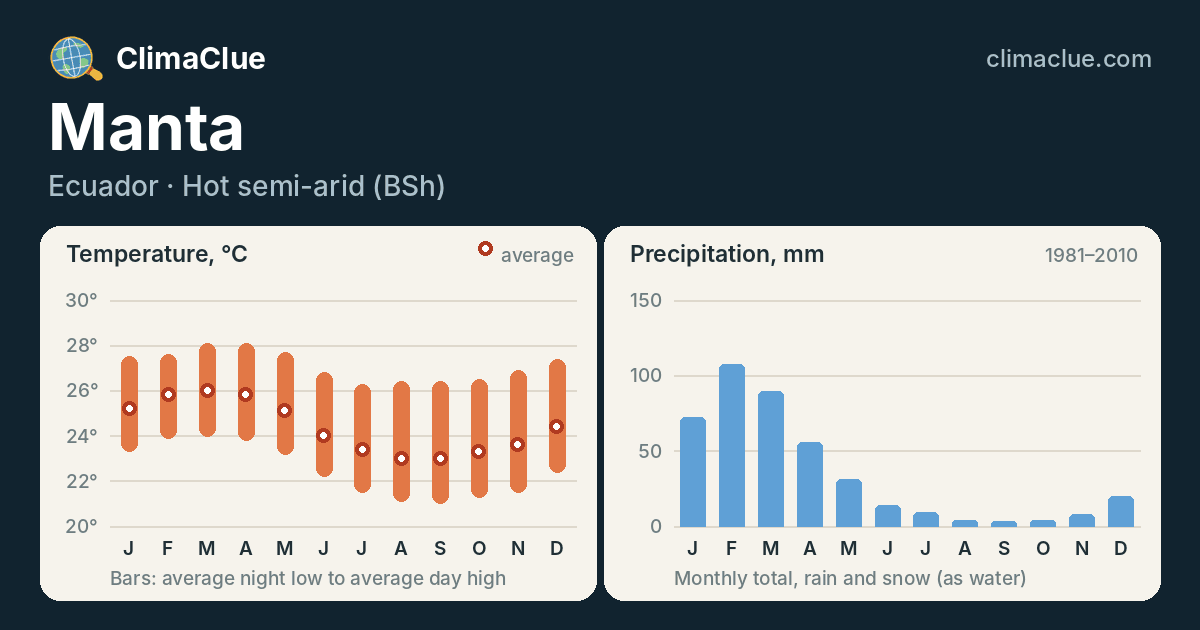 ClimaClue
climaclue.com
Manta
Ecuador · Hot semi-arid (BSh)
Temperature, °C
average
30°
28°
26°
24°
22°
20°
J F M A M J J A S O N D
Bars: average night low to average day high
Precipitation, mm
1981–2010
150
100
50
0
J F M A M J J A S O N D
Monthly total, rain and snow (as water)